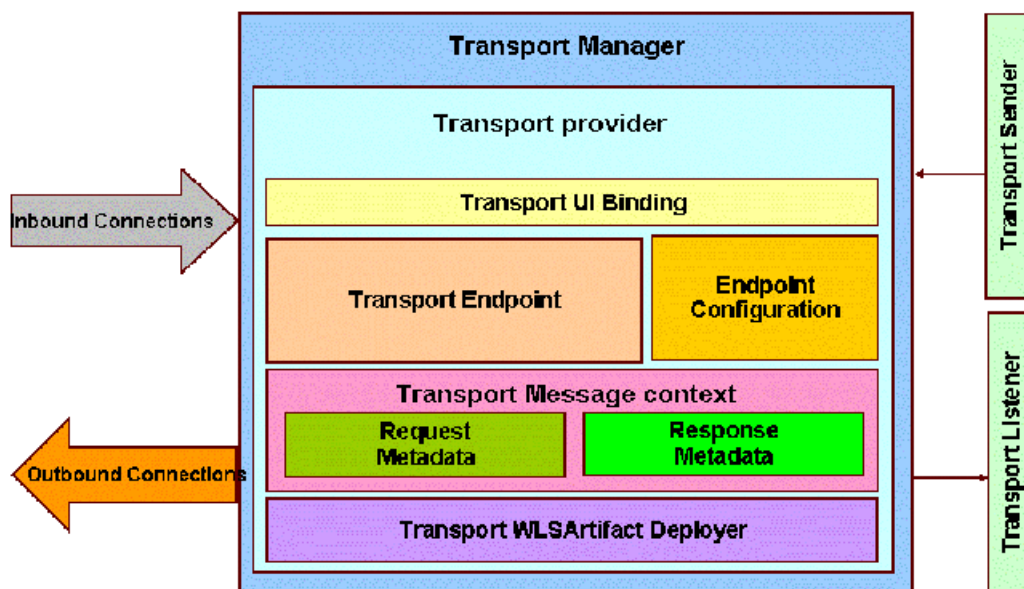 Transport Manager
Transport provider
Transport UI Binding
Inbound Connections
Transport Endpoint
Endpoint
Configuration
Transport Message context
Request
Metadata
Response
Metadata
Outbound Connections
Transport WLSArtifact Deployer
Transport Sender
Transport Listener